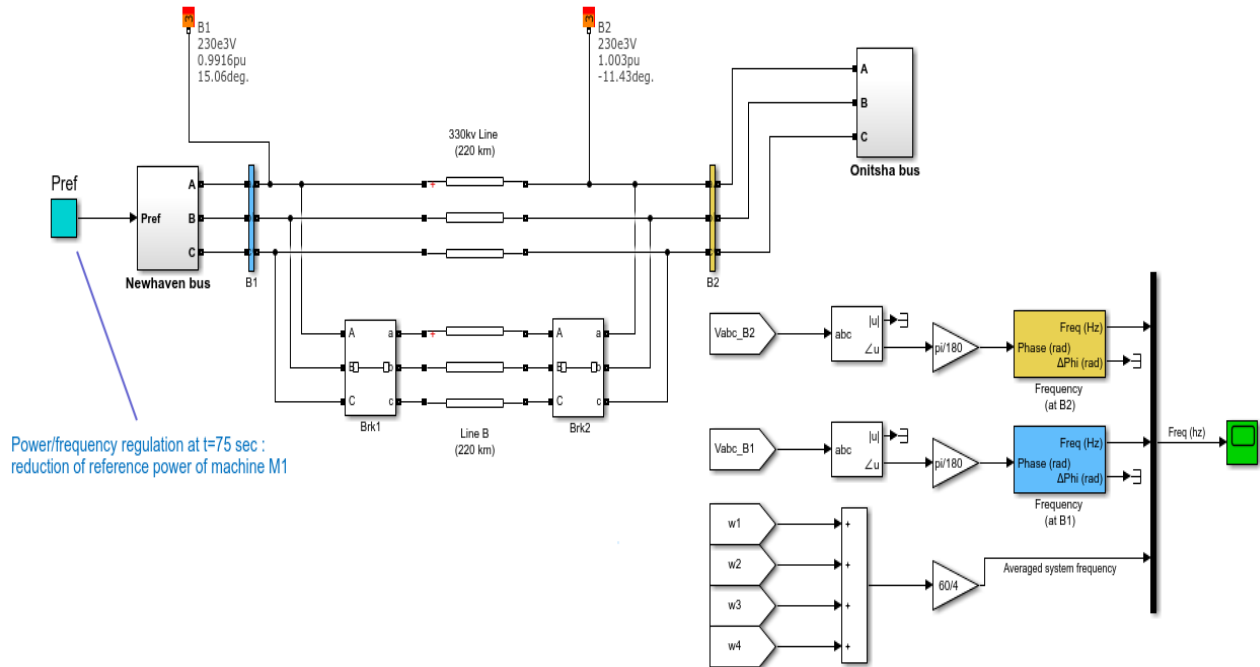 3
B1
230e3V
0.9916pu
15.06deg.
3
B2
230e3V
1.003pu
-11.43deg.
A
B
C
Onitsha bus
330kv Line
(220 km)
Pref
Pref
A
B
C
Newhaven bus
B1
+
B2
A
B
C
a
b
c
Brk1
+
Line B
(220 km)
A
B
C
a
b
c
Brk2
Power/frequency regulation at t=75 sec :
reduction of reference power of machine M1
Vabc_B2
abc
|u|
∠u
pi/180
Freq (Hz)
Phase (rad)
ΔPhi (rad)
Frequency
(at B2)
Vabc_B1
abc
|u|
∠u
pi/180
Freq (Hz)
Phase (rad)
ΔPhi (rad)
Frequency
(at B1)
Freq (hz)
w1
w2
w3
w4
+
+
+
+
60/4
Averaged system frequency